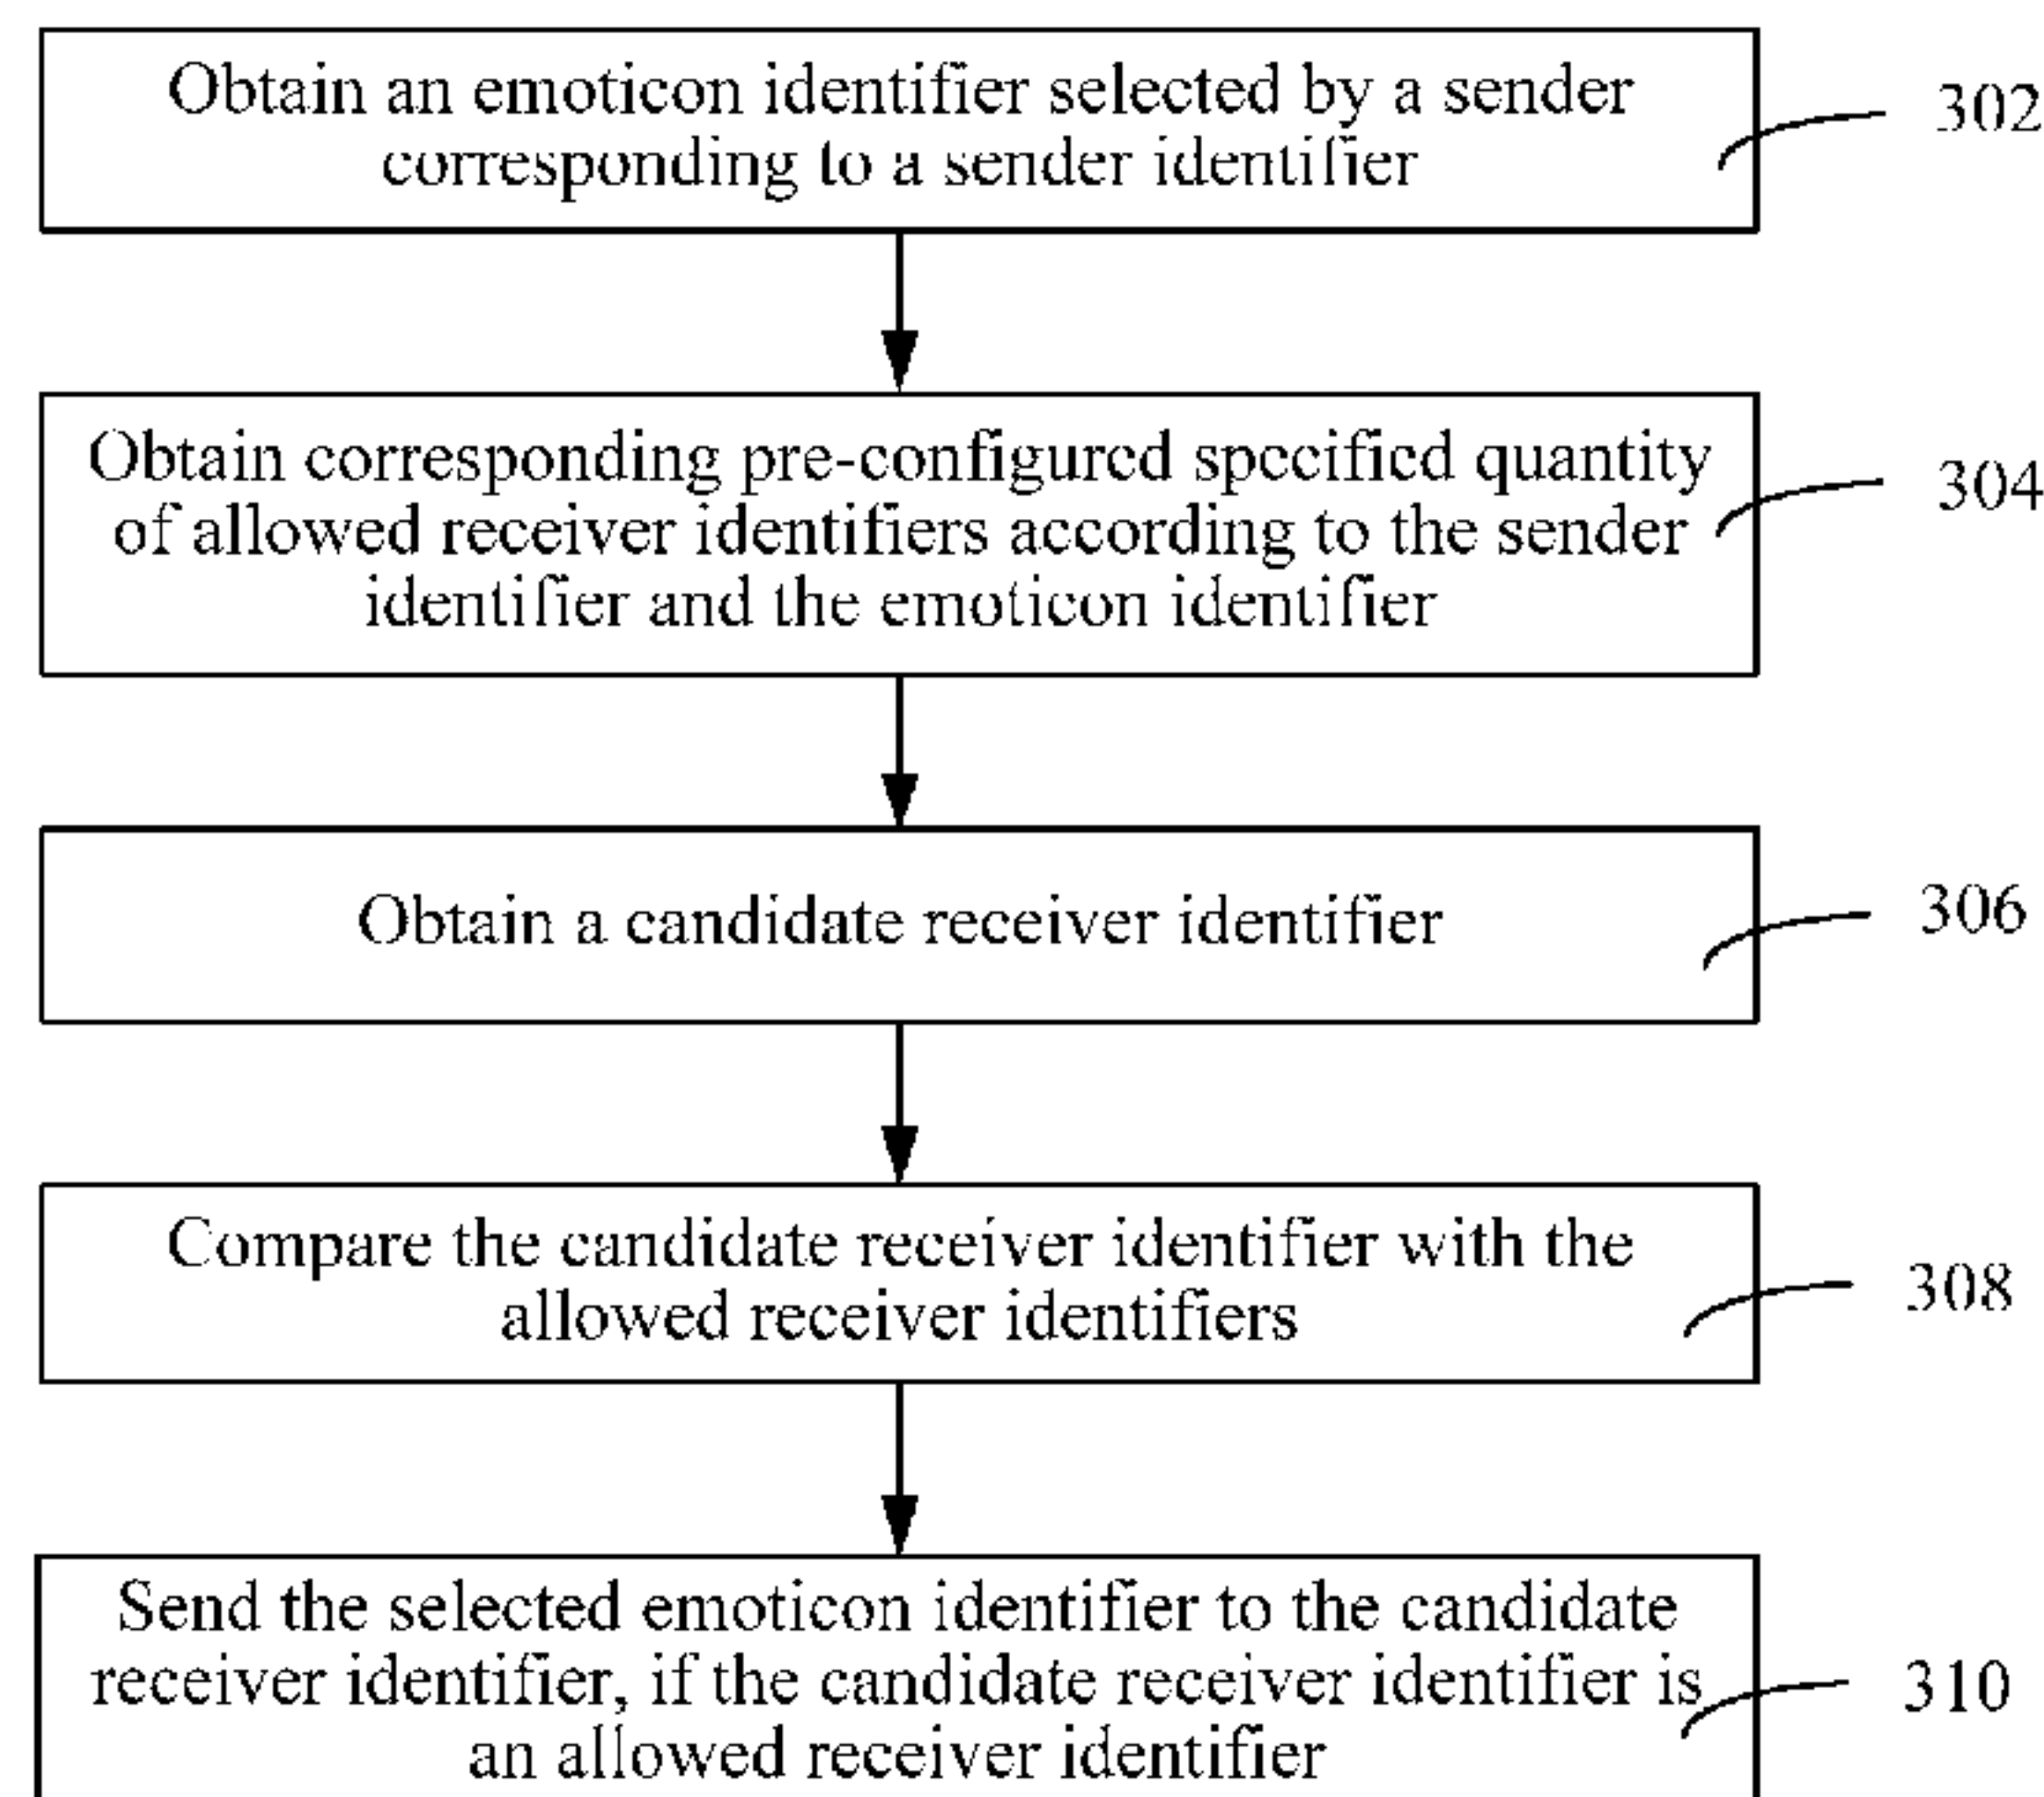 Obtain an emoticon identifier selected by a sender
corresponding to a sender identifier
302
Obtain corresponding pre-configured specified quantity
of allowed receiver identifiers according to the sender
identifier and the emoticon identifier
304
Obtain a candidate receiver identifier
306
Compare the candidate receiver identifier with the
allowed receiver identifiers
308
Send the selected emoticon identifier to the candidate
receiver identifier, if the candidate receiver identifier is
an allowed receiver identifier
310